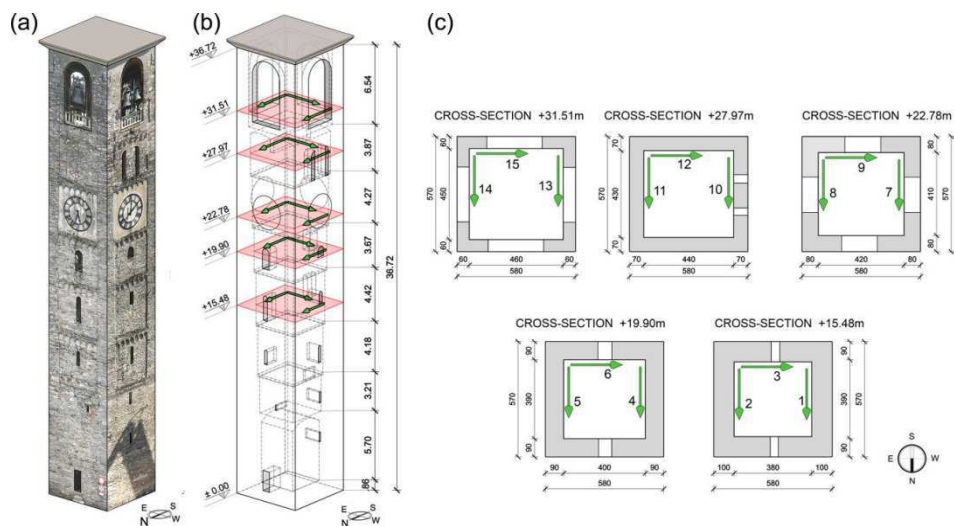 (a)
(b)
(c)
+36.72
+31.51
+27.97
+22.78
+19.90
+15.48
± 0.00
6.54
3.87
4.27
3.67
4.42
4.18
3.21
5.70
86
36.72
E S
N W
E S
N W
CROSS-SECTION +31.51m
60
450
60
570
15
14
13
60 460 60
580
CROSS-SECTION +27.97m
70
430
70
570
12
11
10
70 440 70
580
CROSS-SECTION +22.78m
9
8
7
80
410
80
570
80 420 80
580
CROSS-SECTION +19.90m
90
390
90
570
6
5
4
90 400 90
580
CROSS-SECTION +15.48m
3
2
1
90
390
90
570
100 380 100
580
S
E W
N